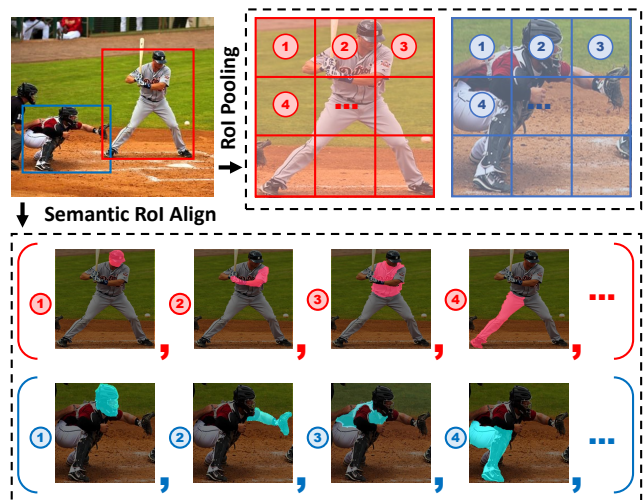 RoI Pooling
1 2 3
4 ...
1 2 3
4 ...
Semantic RoI Align
1 , 2 , 3 , 4 , ...
1 , 2 , 3 , 4 , ...